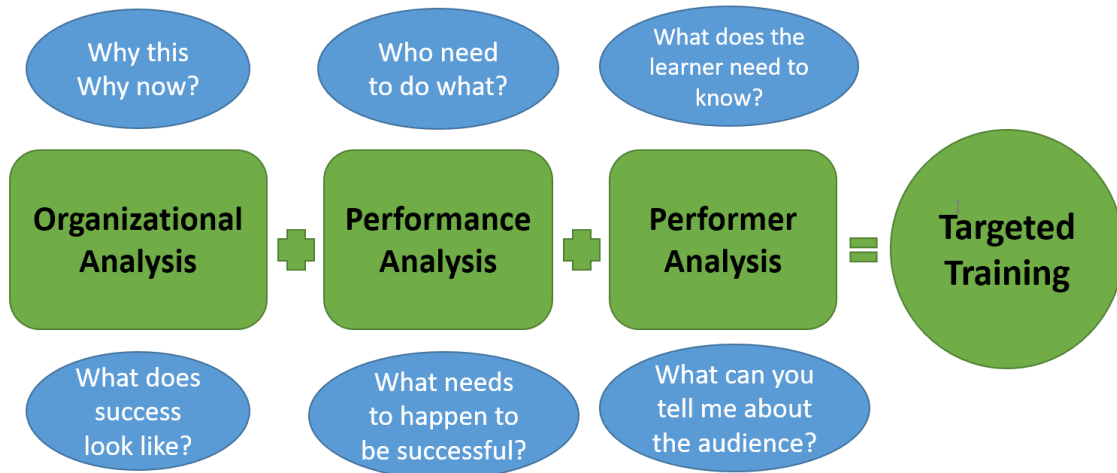 Why this
Why now?
Who need
to do what?
What does the
learner need to
know?
Organizational
Analysis
Performance
Analysis
Performer
Analysis
Targeted
Training
What does
success
look like?
What needs
to happen to
be successful?
What can you
tell me about
the audience?